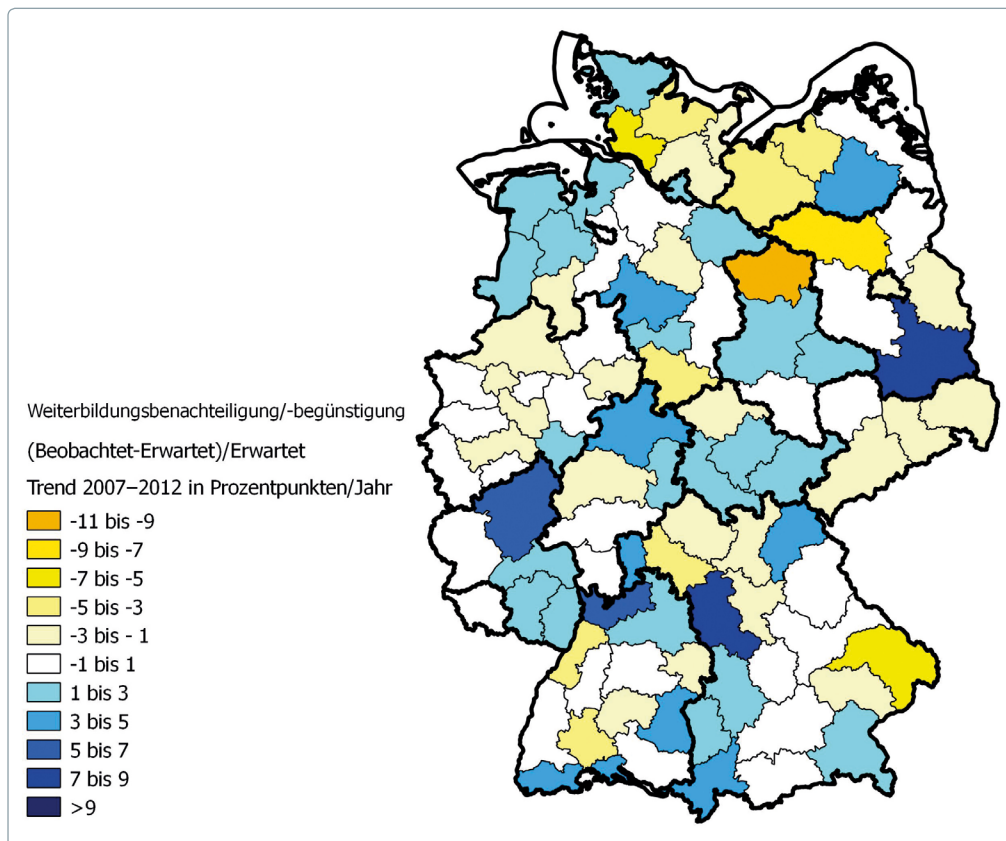 Weiterbildungsbenachteiligung/-begünstigung
(Beobachtet-Erwartet)/Erwartet
Trend 2007–2012 in Prozentpunkten/Jahr
-11 bis -9
-9 bis -7
-7 bis -5
-5 bis -3
-3 bis - 1
-1 bis 1
1 bis 3
3 bis 5
5 bis 7
7 bis 9
>9